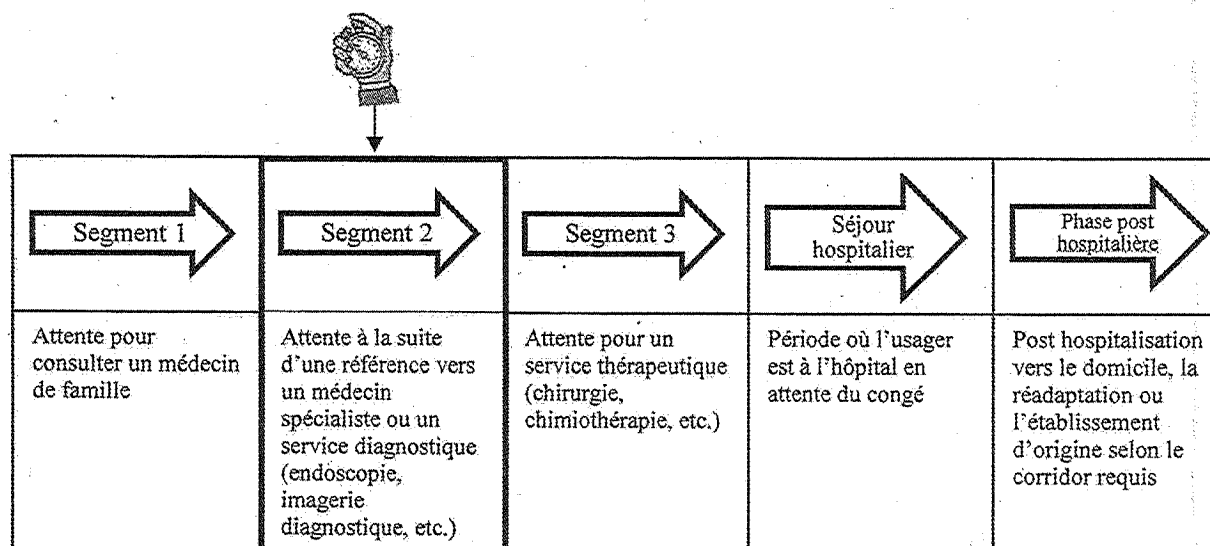 Segment 1
Segment 2
Segment 3
Séjour
hospitalier
Phase post
hospitalière
Attente pour
consulter un médecin
de famille
Attente à la suite
d'une référence vers
un médecin
spécialiste ou un
service diagnostique
(endoscopie,
imagerie
diagnostique, etc.)
Attente pour un
service thérapeutique
(chirurgie,
chimiothérapie, etc.)
Période où l'usager
est à l'hôpital en
attente du congé
Post hospitalisation
vers le domicile, la
réadaptation ou
l'établissement
d'origine selon le
corridor requis